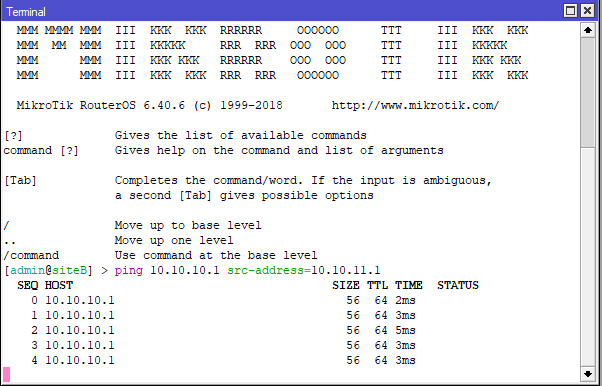 Terminal
MMM MMMM MMM III KKK KKK RRRRRR OOOOOO TTT III KKK KKK
MMM MM MMM III KKKKK RRR RRR OOO OOO TTT III KKKKK
MMM MMM III KKK KKK RRRRRR OOO OOO TTT III KKK KKK
MMM MMM III KKK KKK RRR RRR OOOOOO TTT III KKK KKK
MikroTik RouterOS 6.40.6 (c) 1999-2018 http://www.mikrotik.com/
[?] Gives the list of available commands
command [?] Gives help on the command and list of arguments
[Tab] Completes the command/word. If the input is ambiguous,
a second [Tab] gives possible options
/ Move up to base level
.. Move up one level
/command Use command at the base level
[admin@siteB] > ping 10.10.10.1 src-address=10.10.11.1
SEQ HOST SIZE TTL TIME STATUS
0 10.10.10.1 56 64 2ms
1 10.10.10.1 56 64 3ms
2 10.10.10.1 56 64 5ms
3 10.10.10.1 56 64 3ms
4 10.10.10.1 56 64 3ms